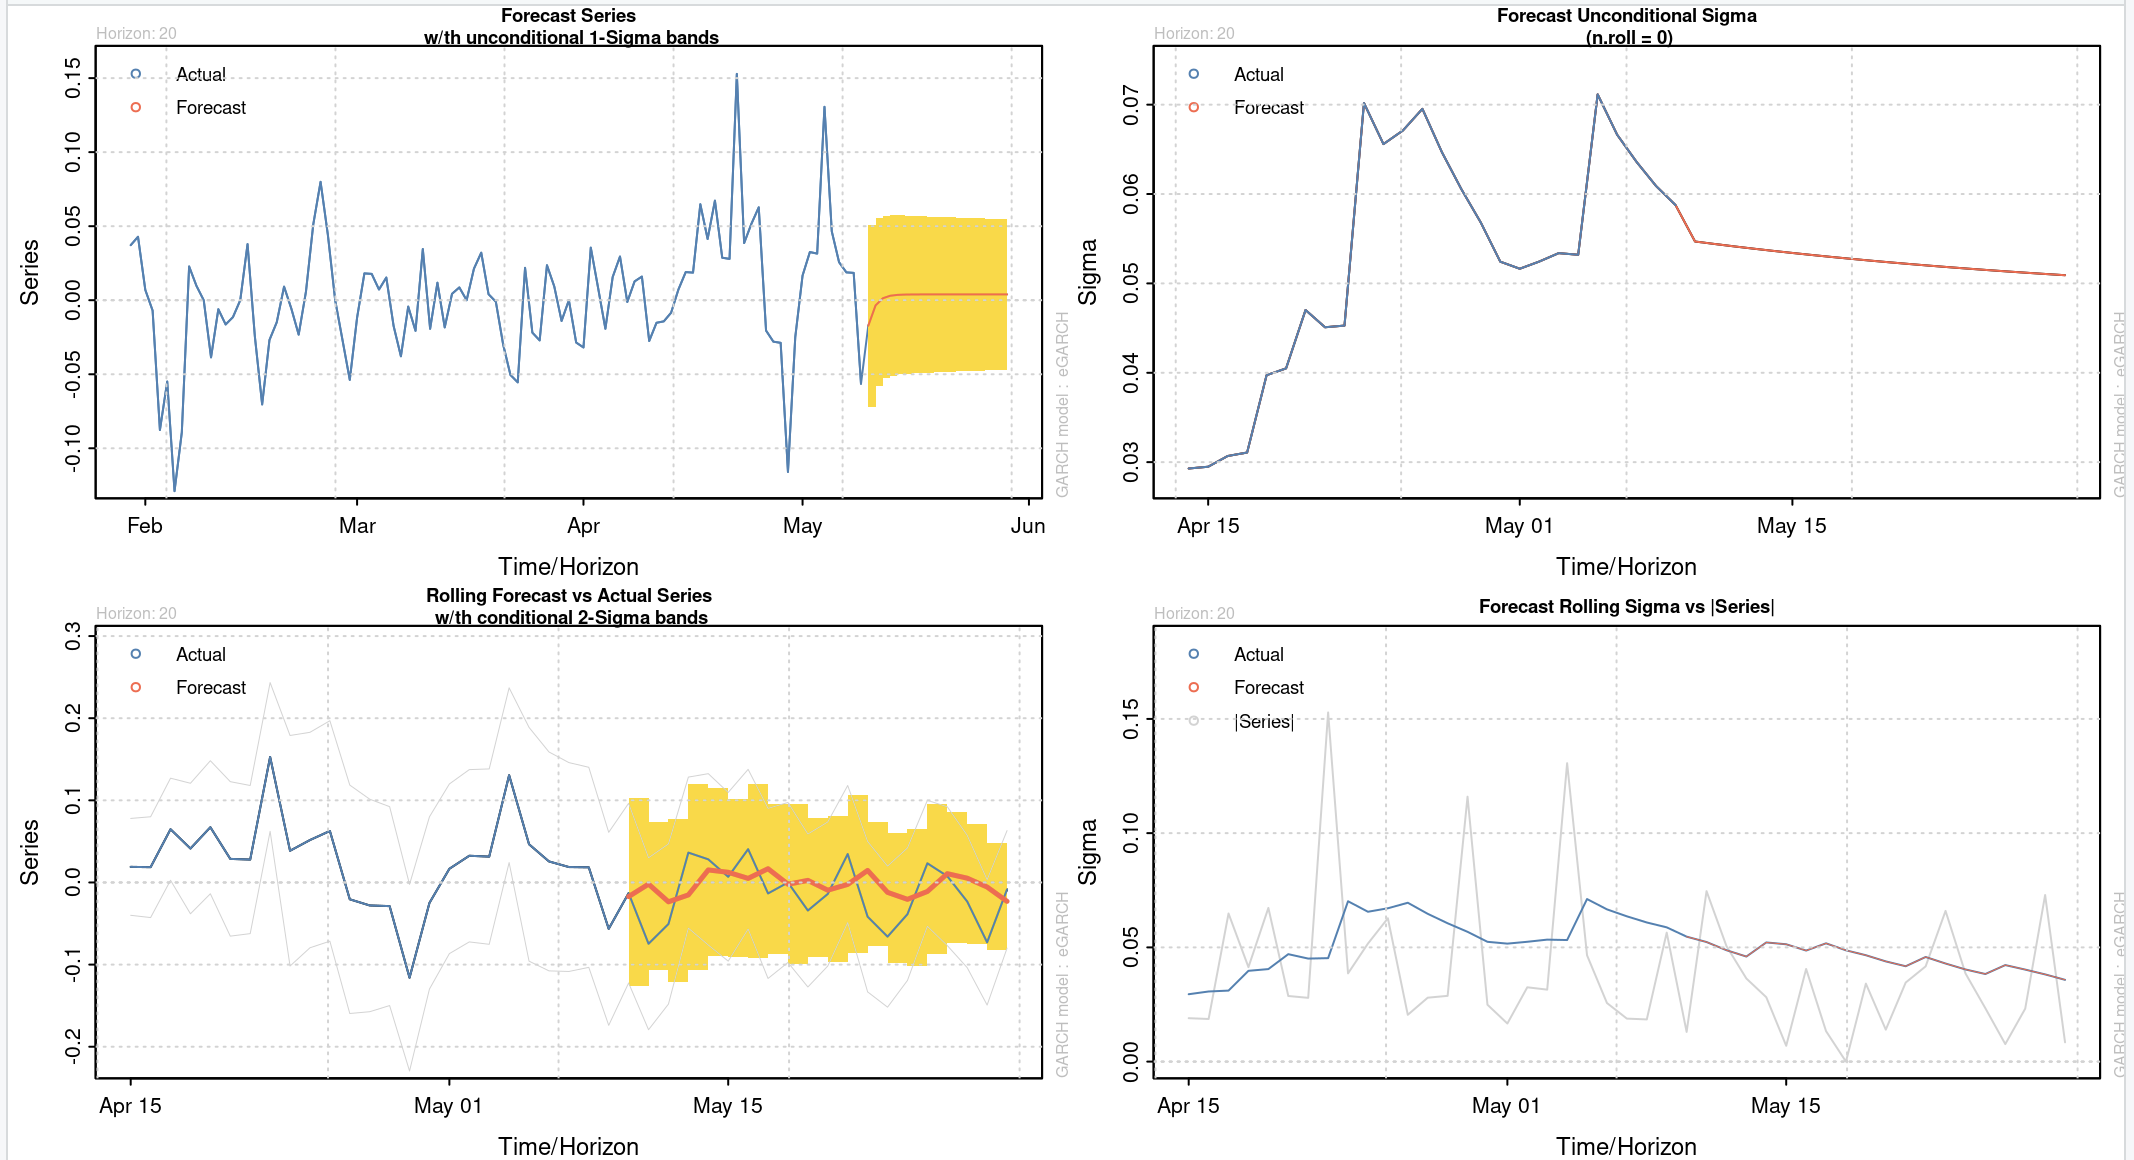 Forecast Series
w/th unconditional 1-Sigma bands
Horizon: 20
Actual
Forecast
0.15
0.10
0.05
0.00
-0.05
-0.10
Series
Feb
Mar
Apr
May
Jun
Time/Horizon
GARCH model : eGARCH
Forecast Unconditional Sigma
(n.roll = 0)
Horizon: 20
Actual
Forecast
0.07
0.06
0.05
0.04
0.03
Sigma
Apr 15
May 01
May 15
Time/Horizon
GARCH model : eGARCH
Rolling Forecast vs Actual Series
w/th conditional 2-Sigma bands
Horizon: 20
Actual
Forecast
0.3
0.2
0.1
0.0
-0.1
-0.2
Series
Apr 15
May 01
May 15
Time/Horizon
GARCH model : eGARCH
Forecast Rolling Sigma vs |Series|
Horizon: 20
Actual
Forecast
|Series|
0.15
0.10
0.05
0.00
Sigma
Apr 15
May 01
May 15
Time/Horizon
GARCH model : eGARCH